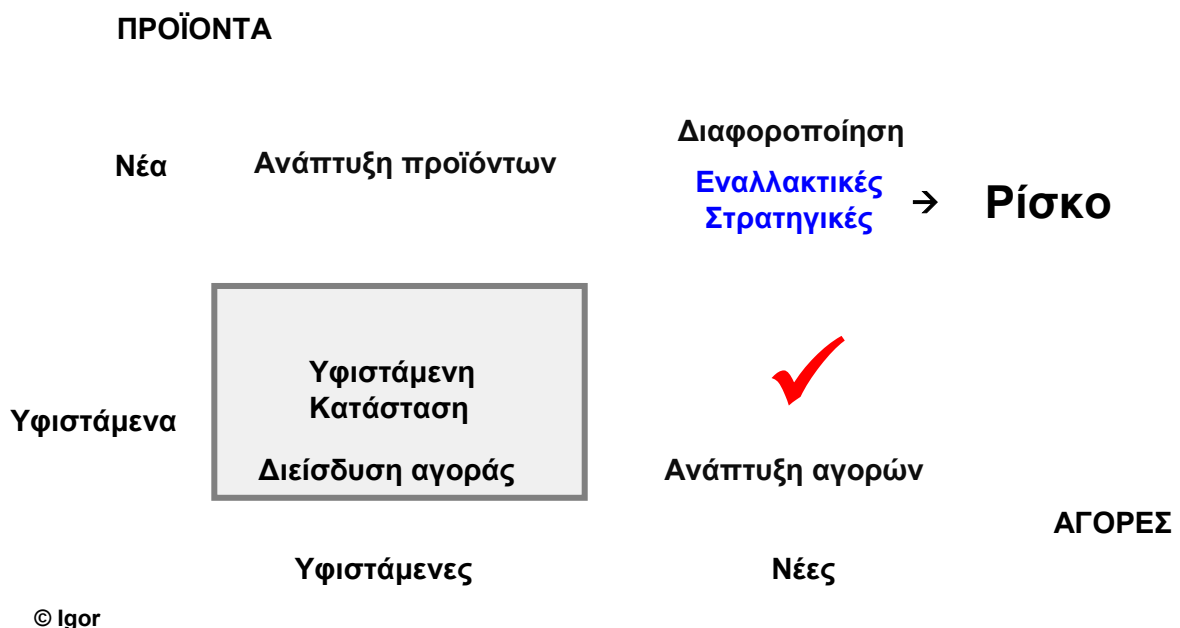 ΠΡΟΪΟΝΤΑ
Διαφοροποίηση
Νέα Ανάπτυξη προϊόντων
Εναλλακτικές
Στρατηγικές → Ρίσκο
Υφιστάμενη
Κατάσταση
Υφιστάμενα
Διείσδυση αγοράς Ανάπτυξη αγορών
ΑΓΟΡΕΣ
Υφιστάμενες Νέες
© Igor